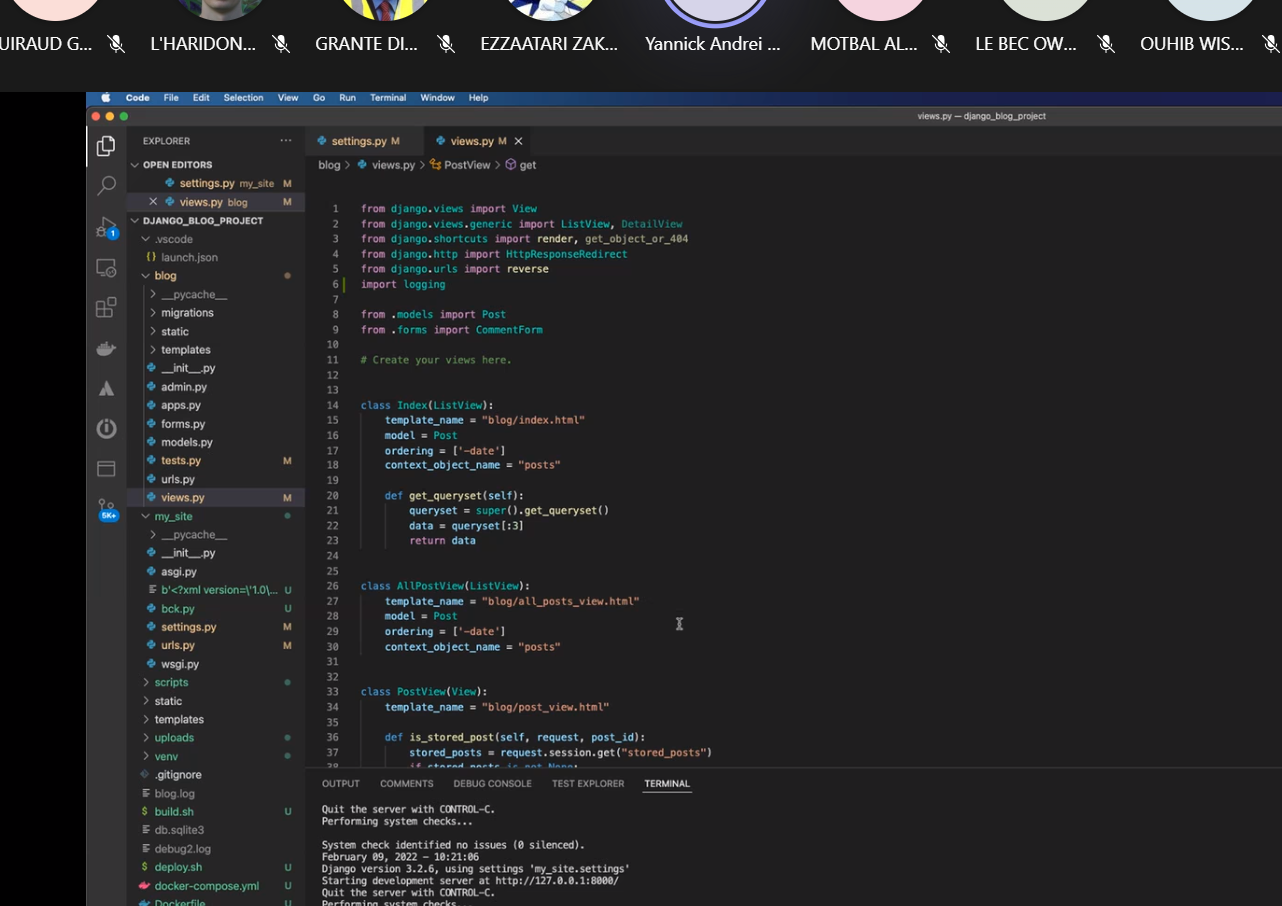 UIRAUD G...
L'HARIDON...
GRANTE DI...
EZZAATARI ZAK...
Yannick Andrei ...
MOTBAL AL...
LE BEC OW...
OUHIB WIS...
Code File Edit Selection View Go Run Terminal Window Help
views.py — django_blog_project
EXPLORER ...
OPEN EDITORS
settings.py my_site M
views.py blog M
DJANGO_BLOG_PROJECT
.vscode
{} launch.json
blog
__pycache__
migrations
static
templates
__init__.py
admin.py
apps.py
forms.py
models.py
tests.py M
urls.py
views.py M
my_site
__pycache__
__init__.py
asgi.py
b'<?xml version=\'1.0\... U
bck.py U
settings.py M
urls.py M
wsgi.py
scripts
static
templates
uploads
venv
.gitignore
blog.log
build.sh U
db.sqlite3
debug2.log
deploy.sh U
docker-compose.yml U
Dockerfile U
1
5K+
settings.py M
views.py M
blog > views.py > PostView > get
1 from django.views import View
2 from django.views.generic import ListView, DetailView
3 from django.shortcuts import render, get_object_or_404
4 from django.http import HttpResponseRedirect
5 from django.urls import reverse
6 import logging
7
8 from .models import Post
9 from .forms import CommentForm
10
11 # Create your views here.
12
13
14 class Index(ListView):
15 template_name = "blog/index.html"
16 model = Post
17 ordering = ['-date']
18 context_object_name = "posts"
19
20 def get_queryset(self):
21 queryset = super().get_queryset()
22 data = queryset[:3]
23 return data
24
25
26 class AllPostView(ListView):
27 template_name = "blog/all_posts_view.html"
28 model = Post
29 ordering = ['-date']
30 context_object_name = "posts"
31
32
33 class PostView(View):
34 template_name = "blog/post_view.html"
35
36 def is_stored_post(self, request, post_id):
37 stored_posts = request.session.get("stored_posts")
38 if stored_posts is not None:
OUTPUT COMMENTS DEBUG CONSOLE TEST EXPLORER TERMINAL
Quit the server with CONTROL-C.
Performing system checks...
System check identified no issues (0 silenced).
February 09, 2022 - 10:21:06
Django version 3.2.6, using settings 'my_site.settings'
Starting development server at http://127.0.0.1:8000/
Quit the server with CONTROL-C.
Performing system checks...